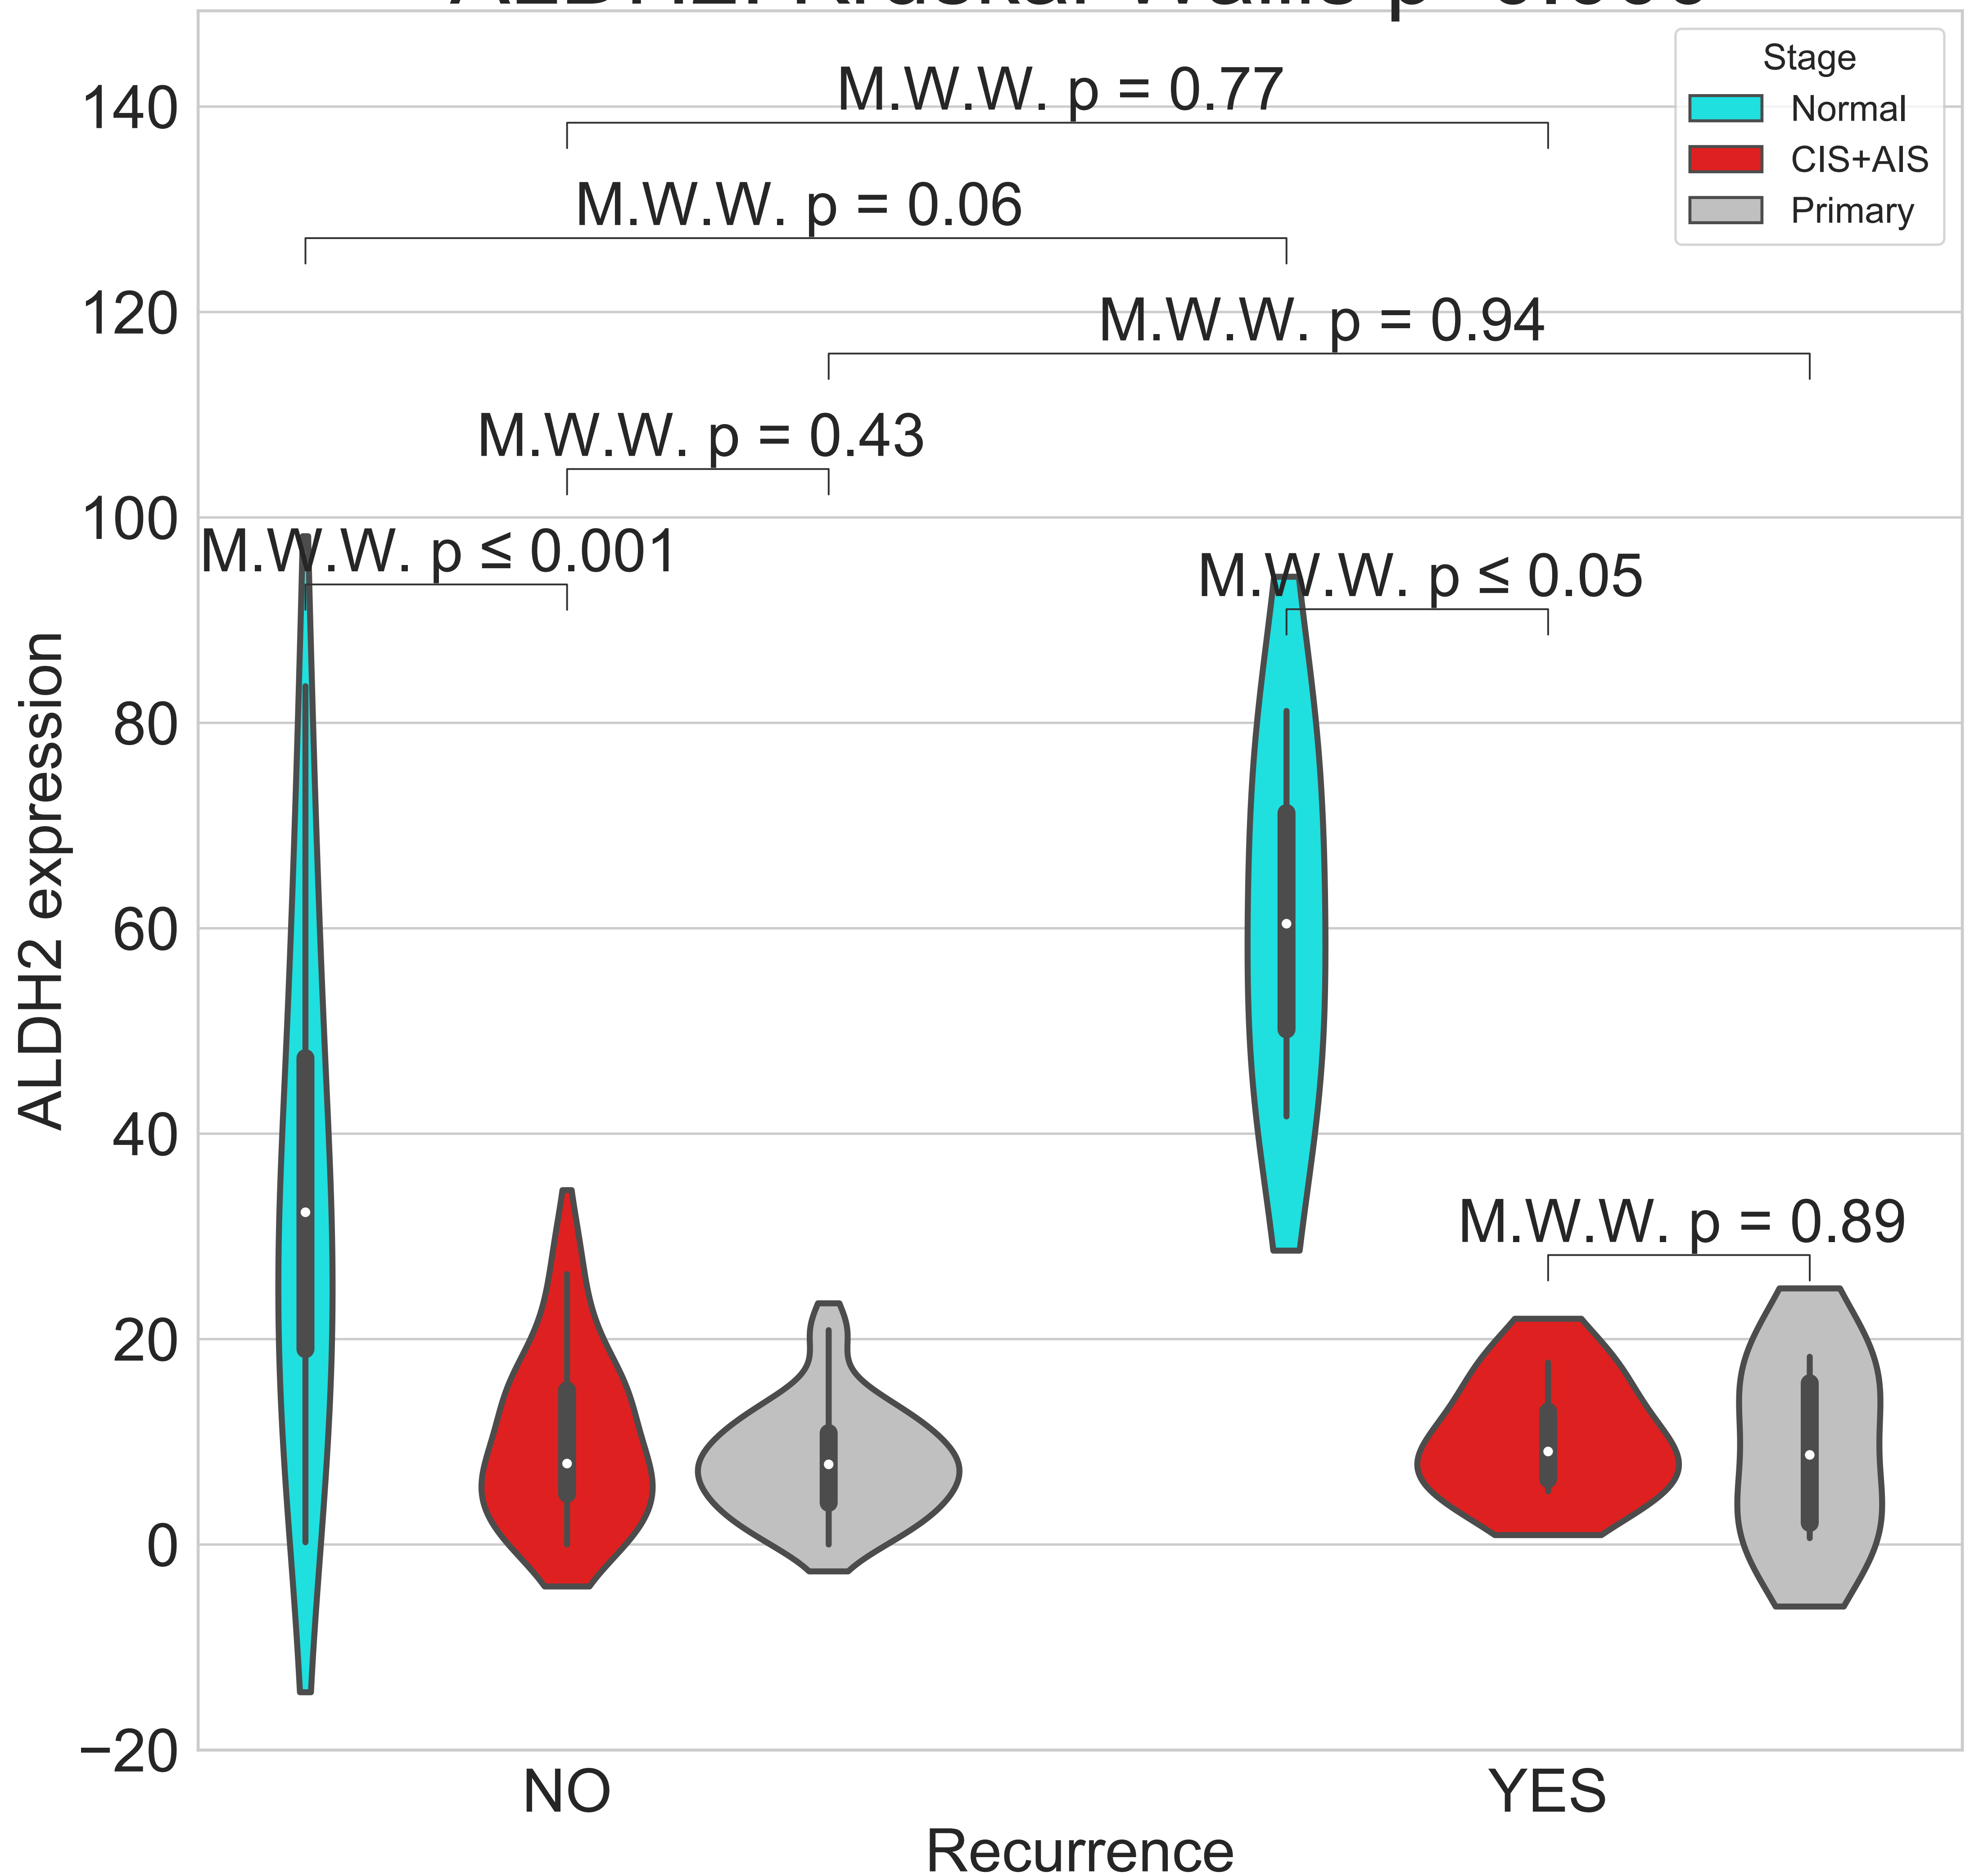 Stage
Normal
CIS+AIS
Primary
M.W.W. p = 0.77
M.W.W. p = 0.06
M.W.W. p = 0.94
M.W.W. p = 0.43
M.W.W. p ≤ 0.001
M.W.W. p ≤ 0.05
M.W.W. p = 0.89
140
120
100
80
60
40
20
0
−20
ALDH2 expression
NO
YES
Recurrence